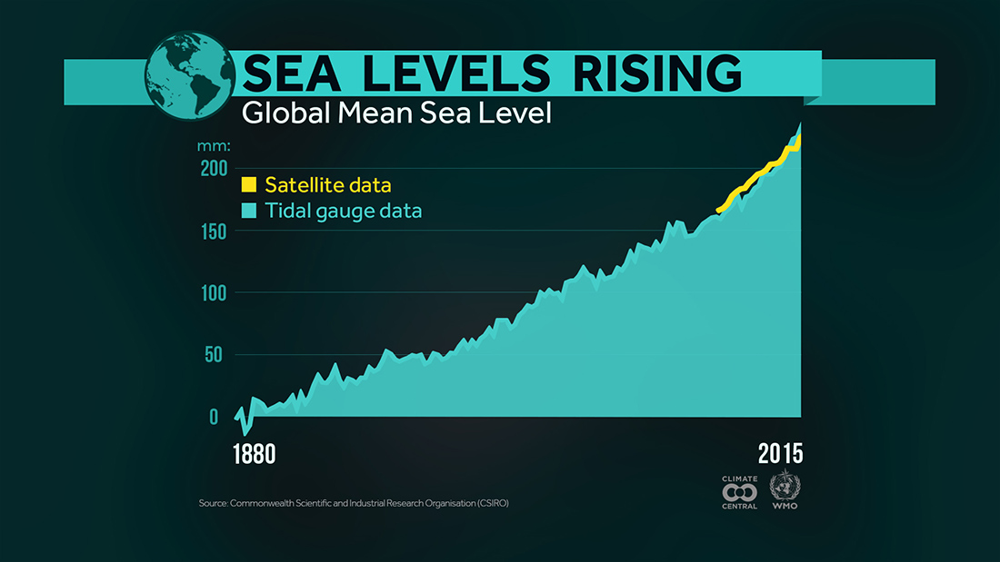 SEA LEVELS RISING
Global Mean Sea Level
mm:
200
Satellite data
Tidal gauge data
150
100
50
0
1880
2015
CLIMATE
CENTRAL
WMO
Source: Commonwealth Scientific and Industrial Research Organisation (CSIRO)